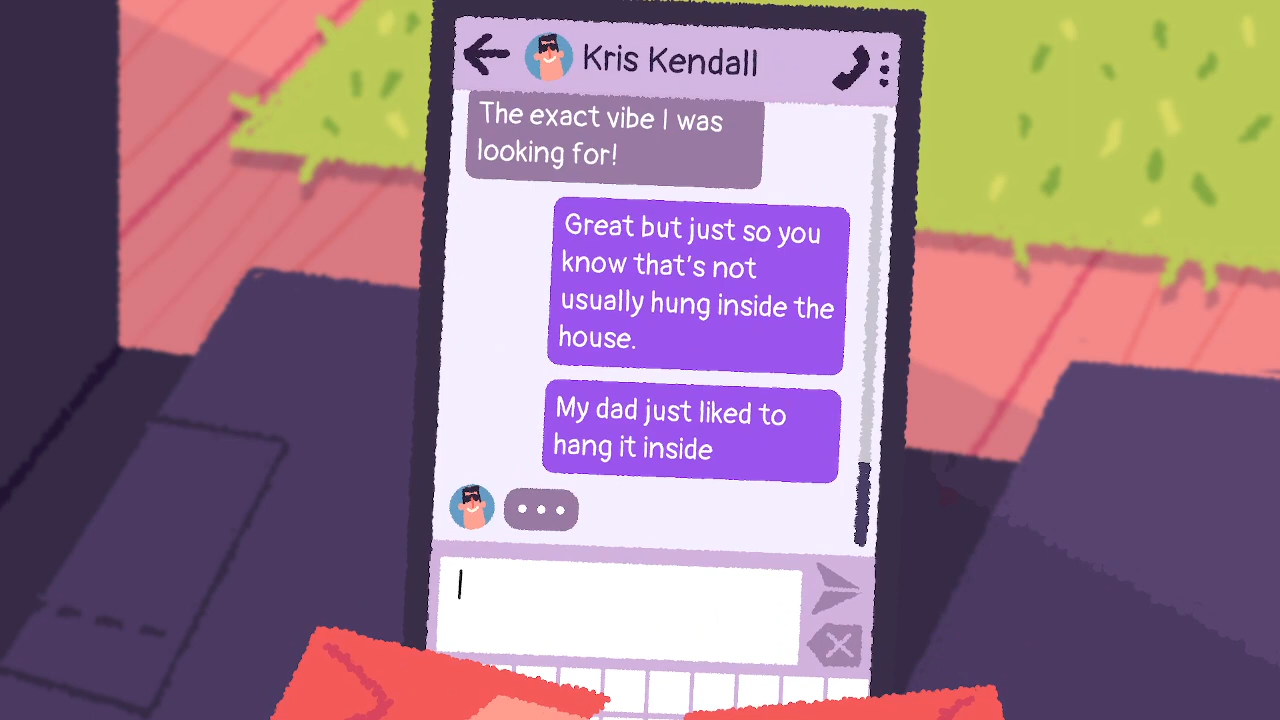 Kris Kendall
The exact vibe I was
looking for!
Great but just so you
know that's not
usually hung inside the
house.
My dad just liked to
hang it inside